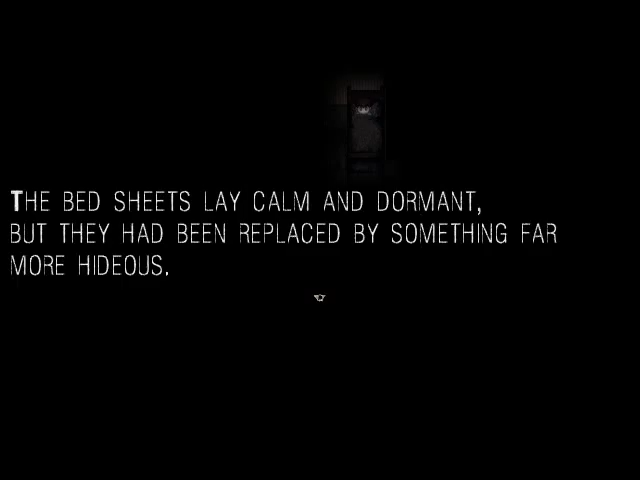 THE BED SHEETS LAY CALM AND DORMANT,
BUT THEY HAD BEEN REPLACED BY SOMETHING FAR
MORE HIDEOUS.